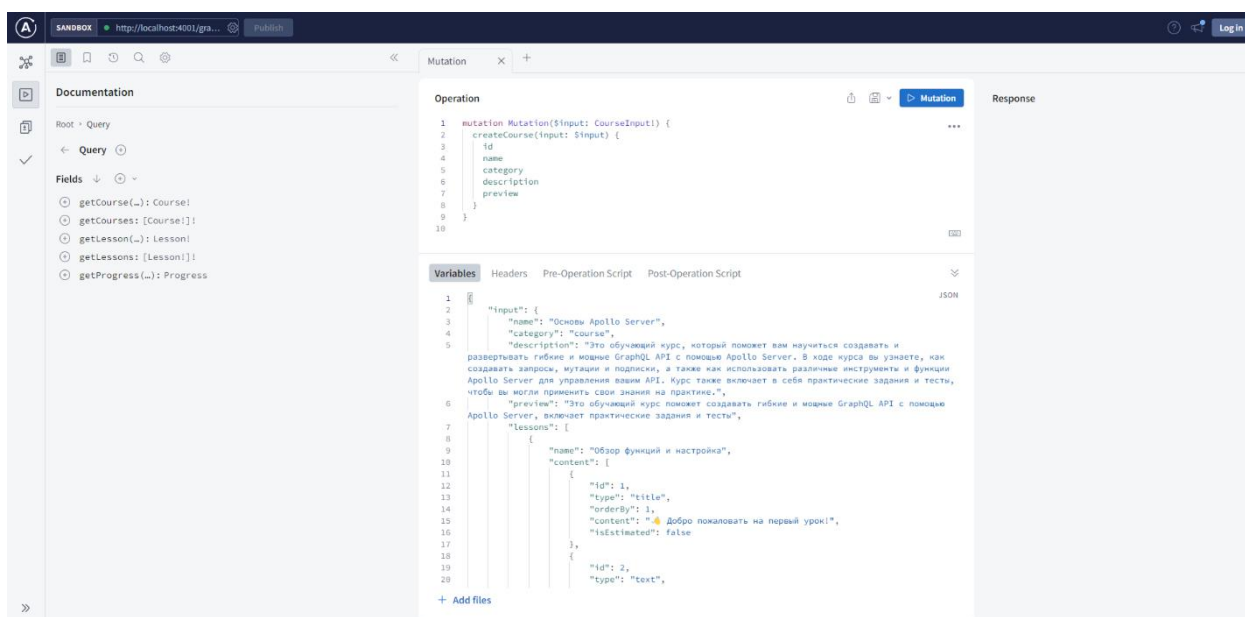 SANDBOX http://localhost:4001/gra... Publish
Log in
Documentation
Root > Query
Query
Fields
getCourse(…): Course!
getCourses: [Course!]!
getLesson(…): Lesson!
getLessons: [Lesson!]!
getProgress(…): Progress
Mutation
Operation
Mutation
1 mutation Mutation($input: CourseInput!) {
2 createCourse(input: $input) {
3 id
4 name
5 category
6 description
7 preview
8 }
9 }
10
Variables Headers Pre-Operation Script Post-Operation Script
JSON
1 {
2 "input": {
3 "name": "Основы Apollo Server",
4 "category": "course",
5 "description": "Это обучающий курс, который поможет вам научиться создавать и
развертывать гибкие и мощные GraphQL API с помощью Apollo Server. В ходе курса вы узнаете, как
создавать запросы, мутации и подписки, а также как использовать различные инструменты и функции
Apollo Server для управления вашим API. Курс также включает в себя практические задания и тесты,
чтобы вы могли применить свои знания на практике.",
6 "preview": "Это обучающий курс поможет создавать гибкие и мощные GraphQL API с помощью
Apollo Server, включает практические задания и тесты",
7 "lessons": [
8 {
9 "name": "Обзор функций и настройка",
10 "content": [
11 {
12 "id": 1,
13 "type": "title",
14 "orderBy": 1,
15 "content": "👋 Добро пожаловать на первый урок!",
16 "isEstimated": false
17 },
18 {
19 "id": 2,
20 "type": "text",
+ Add files
Response